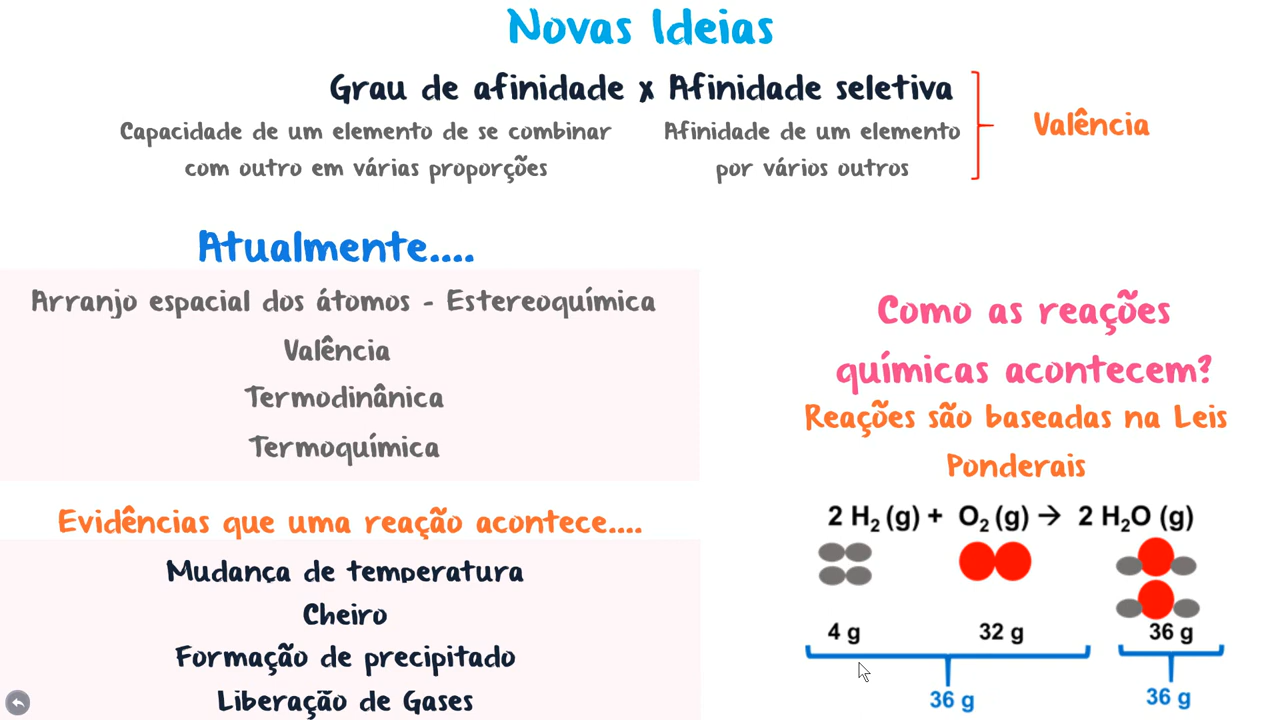 Novas Ideias
Grau de afinidade x Afinidade seletiva
Capacidade de um elemento de se combinar
com outro em várias proporções
Afinidade de um elemento
por vários outros
Valência
Atualmente....
Arranjo espacial dos átomos - Estereoquímica
Valência
Termodinânica
Termoquímica
Evidências que uma reação acontece....
Mudança de temperatura
Cheiro
Formação de precipitado
Liberação de Gases
Como as reações
químicas acontecem?
Reações são baseadas na Leis
Ponderais
2 H₂ (g) + O₂ (g) → 2 H₂O (g)
4 g 32 g 36 g
36 g 36 g